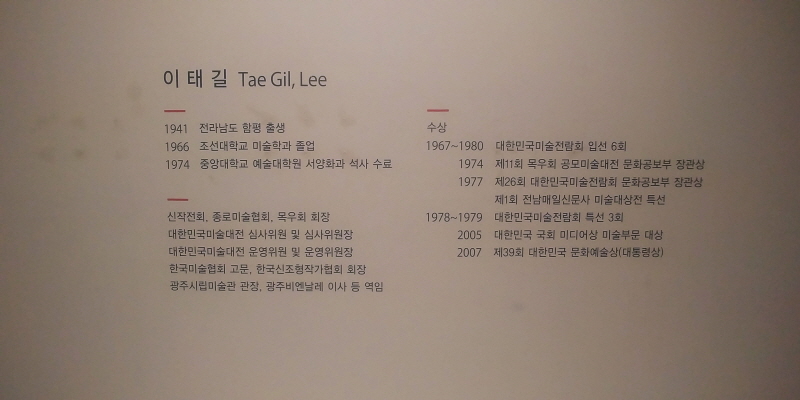 이 태 길 Tae Gil, Lee
1941 전라남도 함평 출생
1966 조선대학교 미술학과 졸업
1974 중앙대학교 예술대학원 서양화과 석사 수료
신작전회, 종로미술협회, 목우회 회장
대한민국미술대전 심사위원 및 심사위원장
대한민국미술대전 운영위원 및 운영위원장
한국미술협회 고문, 한국신조형작가협회 회장
광주시립미술관 관장, 광주비엔날레 이사 등 역임
수상
1967~1980 대한민국미술전람회 입선 6회
1974 제11회 목우회 공모미술대전 문화공보부 장관상
1977 제26회 대한민국미술전람회 문화공보부 장관상
제1회 전남매일신문사 미술대상전 특선
1978~1979 대한민국미술전람회 특선 3회
2005 대한민국 국회 미디어상 미술부문 대상
2007 제39회 대한민국 문화예술상(대통령상)